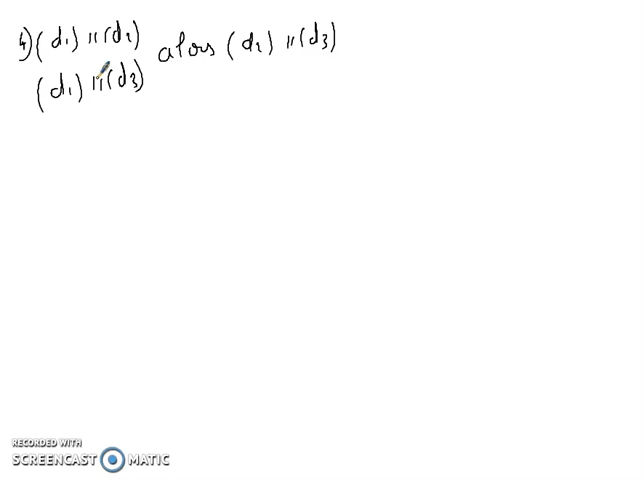 4) (d1) // (d2) alors (d2) // (d3)
(d1) // (d3)
RECORDED WITH
SCREENCAST MATIC